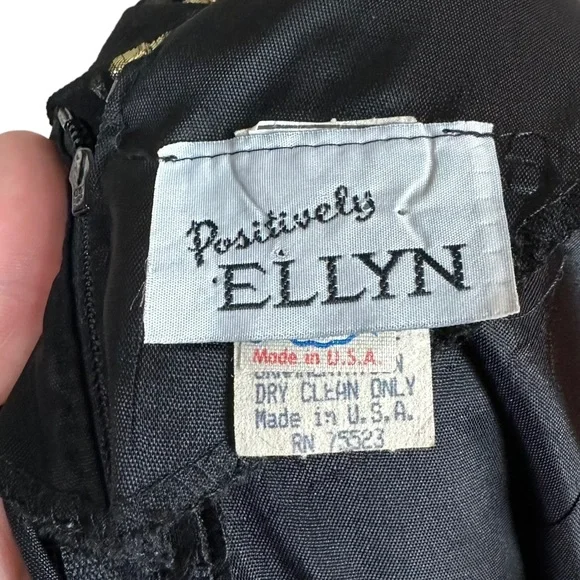 Positively
ELLYN
Made in U.S.A.
DRY CLEAN ONLY
Made in U.S.A.
RN 75523